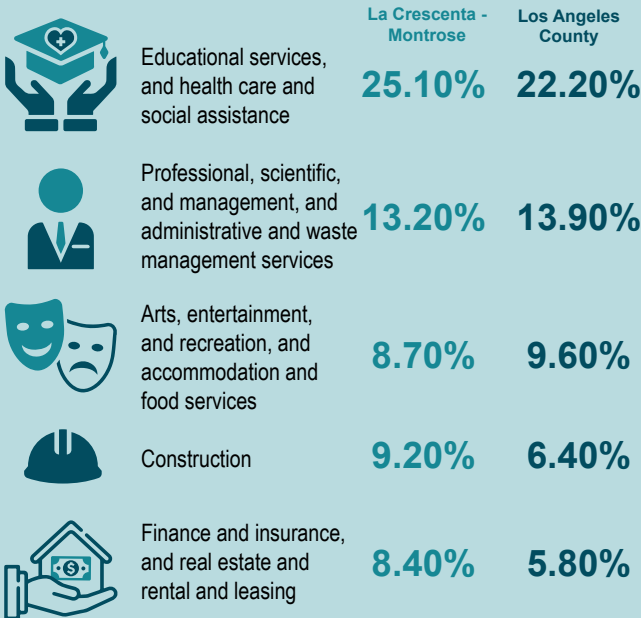 La Crescenta -
Montrose
Los Angeles
County
Educational services,
and health care and
social assistance
25.10%
22.20%
Professional, scientific,
and management, and
administrative and waste
management services
13.20%
13.90%
Arts, entertainment,
and recreation, and
accommodation and
food services
8.70%
9.60%
Construction
9.20%
6.40%
Finance and insurance,
and real estate and
rental and leasing
8.40%
5.80%
$